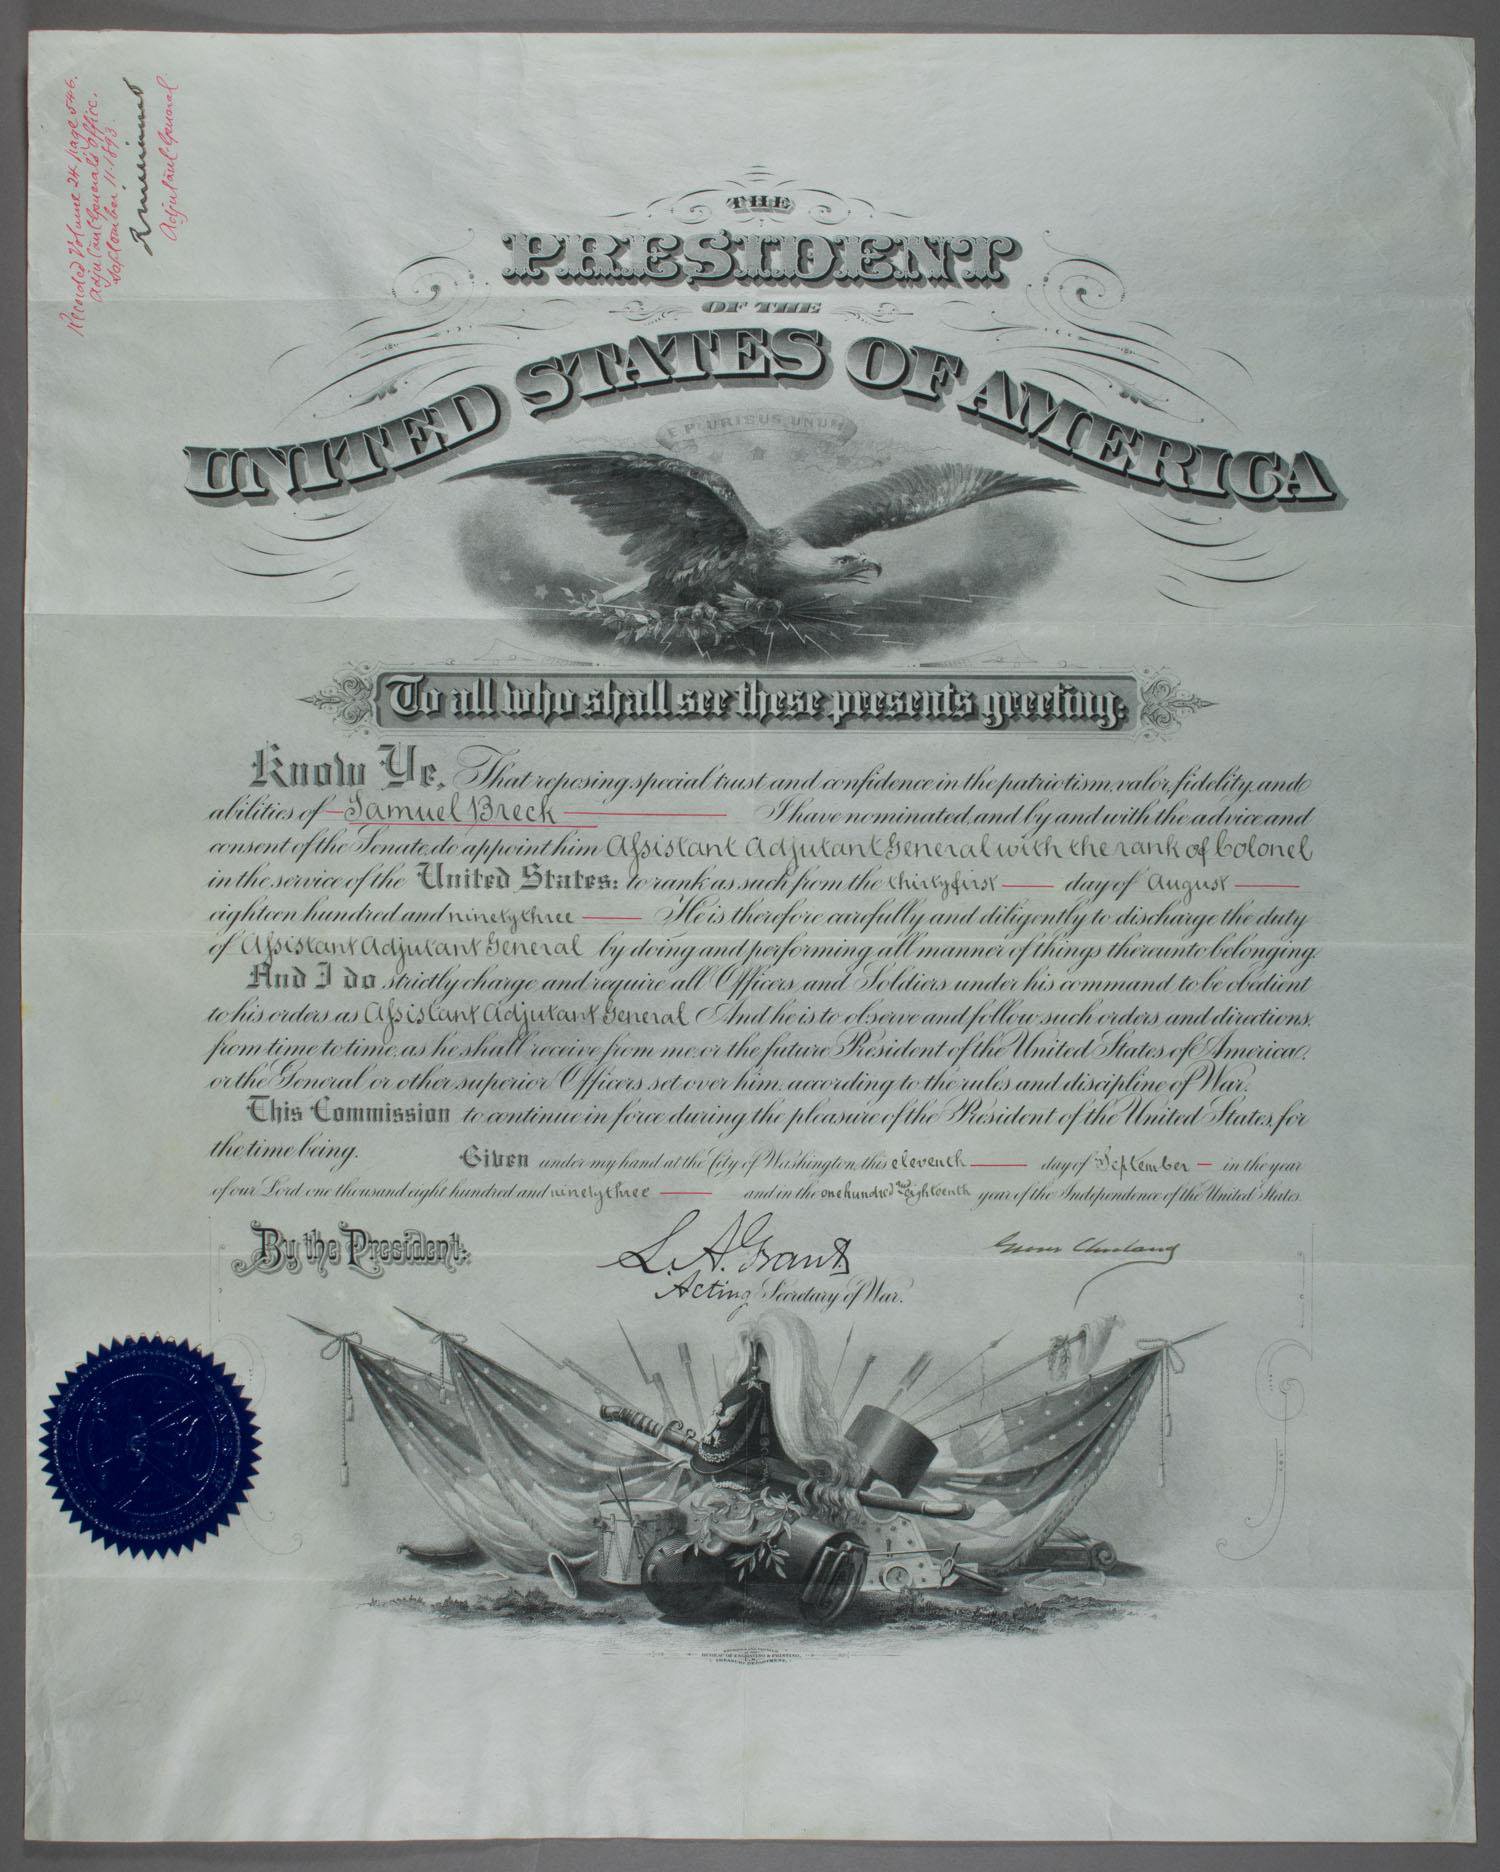 Recorded Volume 24 page 546.
Adjutant General's Office.
September 11. 1893.
Adjutant General
THE
PRESIDENT
OF THE
UNITED STATES OF AMERICA
E PLURIBUS UNUM
To all who shall see these presents greeting:
Know Ye, That reposing special trust and confidence in the patriotism, valor, fidelity, and
abilities of Samuel Breck I have nominated, and by and with the advice and
consent of the Senate, do appoint him Assistant Adjutant General with the rank of Colonel
in the service of the United States: to rank as such from the thirty first day of August
eighteen hundred and ninety three He is therefore carefully and diligently to discharge the duty
of Assistant Adjutant General by doing and performing all manner of things thereunto belonging.
And I do strictly charge and require all Officers and Soldiers under his command to be obedient
to his orders as Assistant Adjutant General And he is to observe and follow such orders, and directions,
from time to time, as he shall receive from me, or the future President of the United States of America,
or the General or other superior Officers set over him, according to the rules and discipline of War.
This Commission to continue in force during the pleasure of the President of the United States, for
the time being. Given under my hand at the City of Washington, this eleventh day of September in the year
of our Lord one thousand eight hundred and ninety three and in the one hundred and eighteenth year of the Independence of the United States.
By the President: L. A. Grant Grover Cleveland
Acting Secretary of War.
BUREAU OF ENGRAVING & PRINTING,
TREASURY DEPARTMENT.